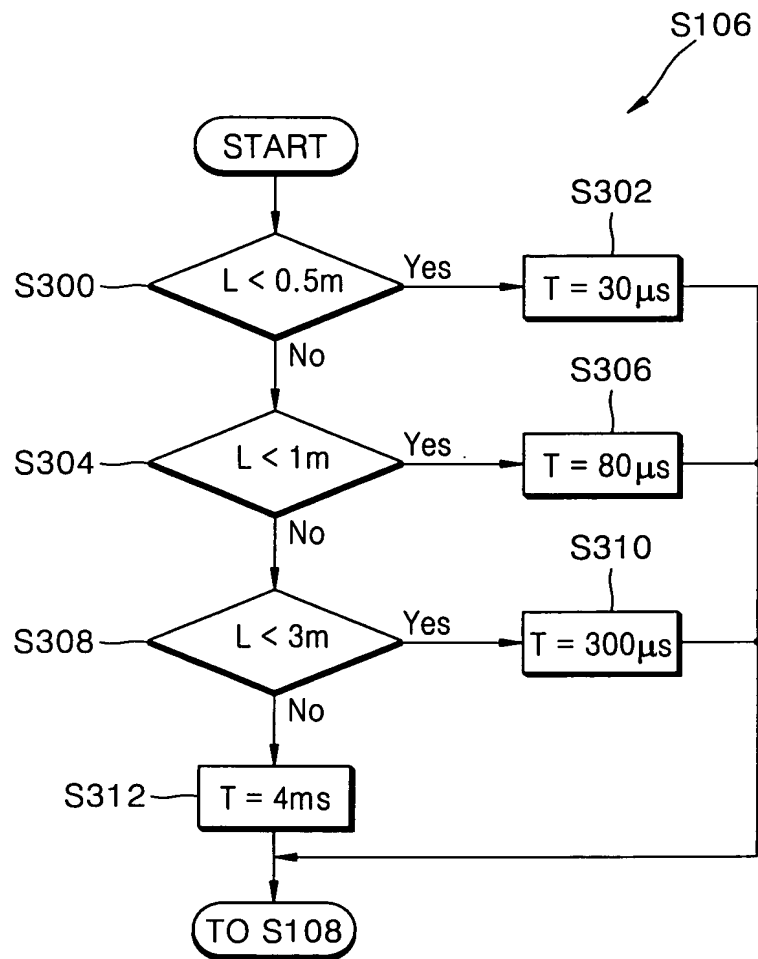 S106
START
S302
S300
L < 0.5m
Yes
T = 30μs
No
S306
S304
L < 1m
Yes
T = 80μs
No
S310
S308
L < 3m
Yes
T = 300μs
No
S312
T = 4ms
TO S108